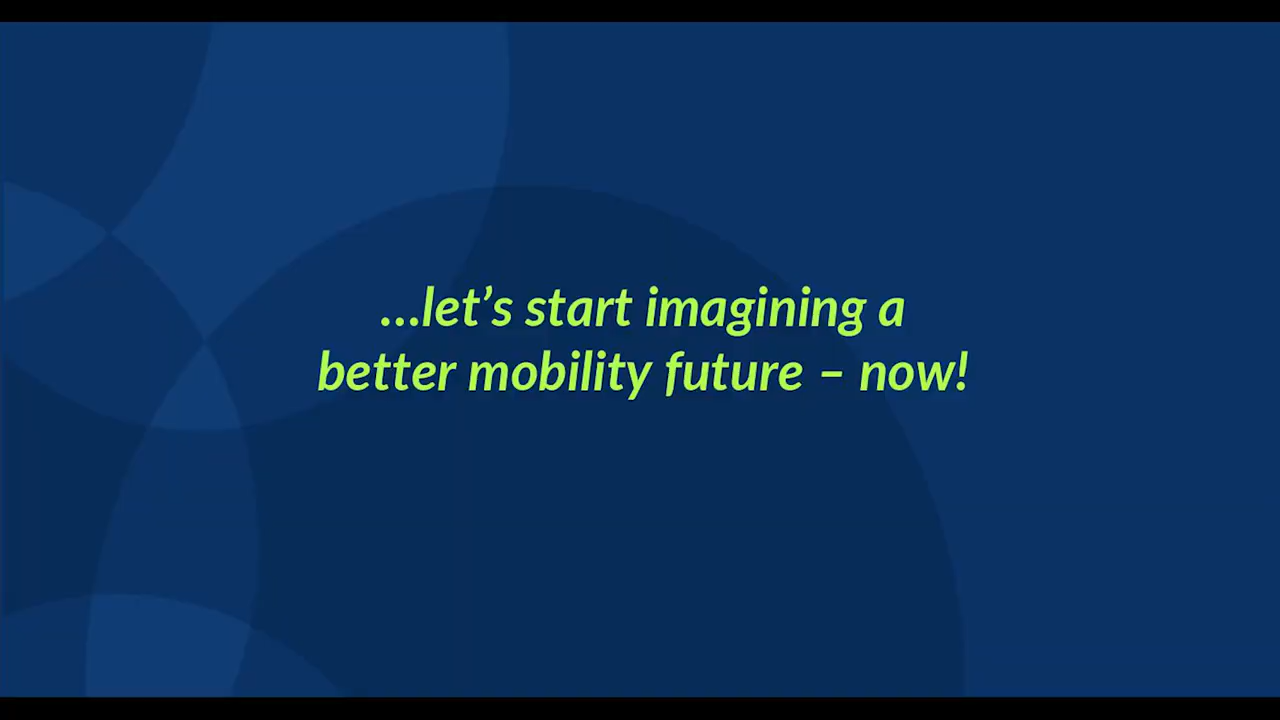 ...let’s start imagining a
better mobility future – now!